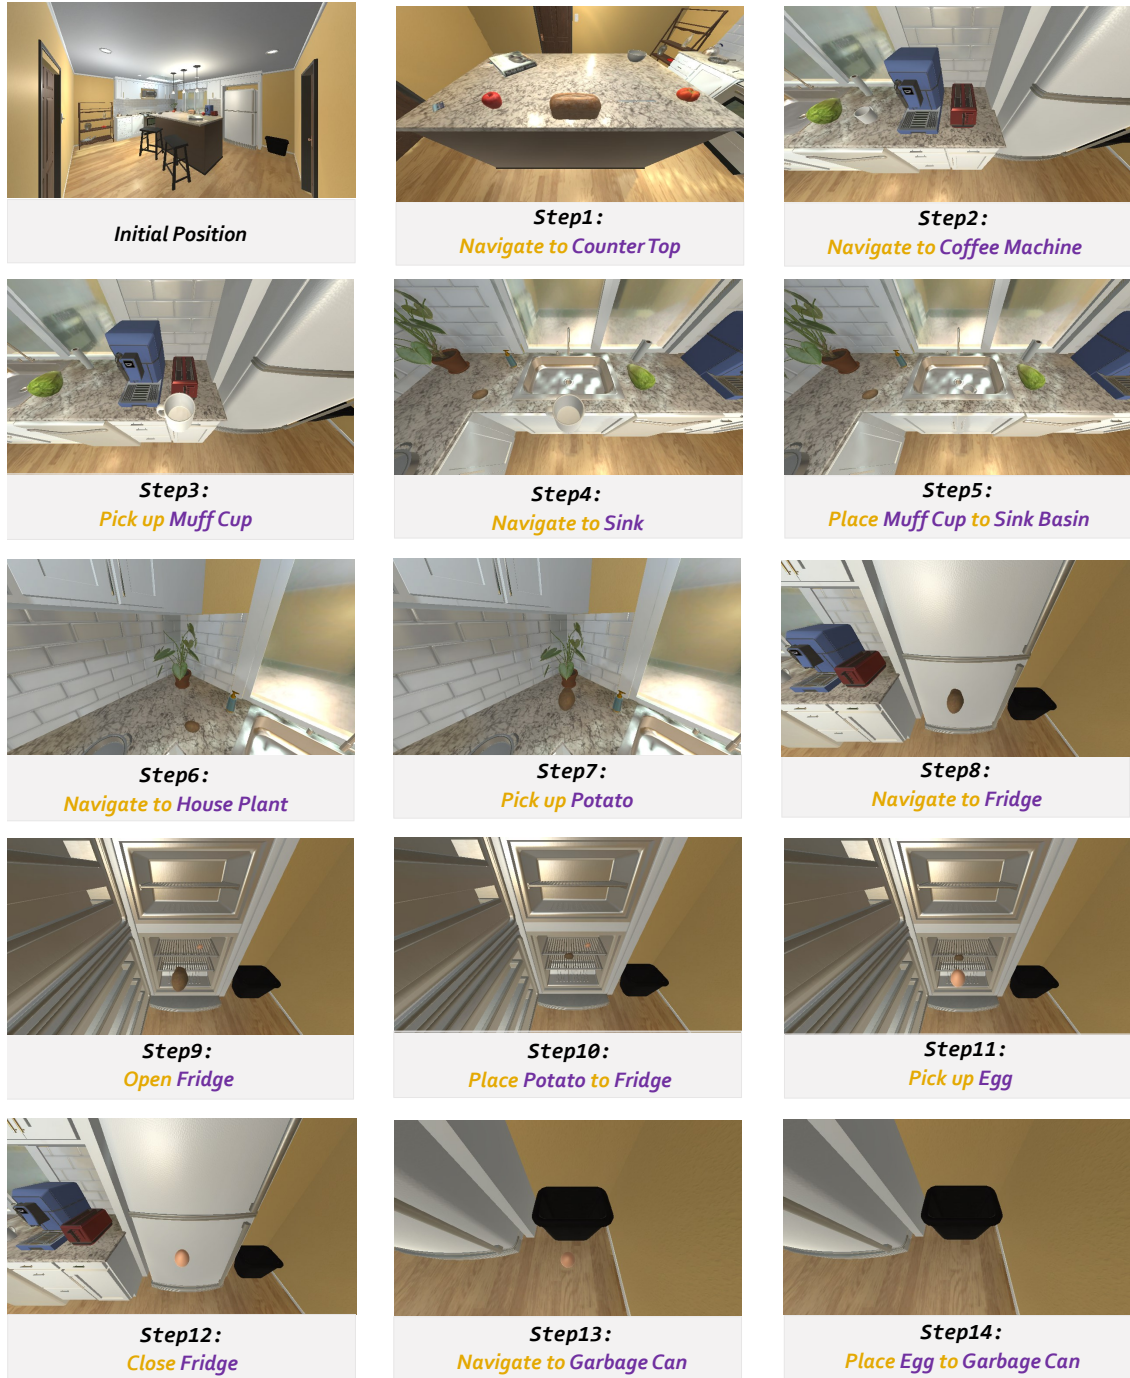 Initial Position
Step1:
Navigate to Counter Top
Step2:
Navigate to Coffee Machine
Step3:
Pick up Muff Cup
Step4:
Navigate to Sink
Step5:
Place Muff Cup to Sink Basin
Step6:
Navigate to House Plant
Step7:
Pick up Potato
Step8:
Navigate to Fridge
Step9:
Open Fridge
Step10:
Place Potato to Fridge
Step11:
Pick up Egg
Step12:
Close Fridge
Step13:
Navigate to Garbage Can
Step14:
Place Egg to Garbage Can